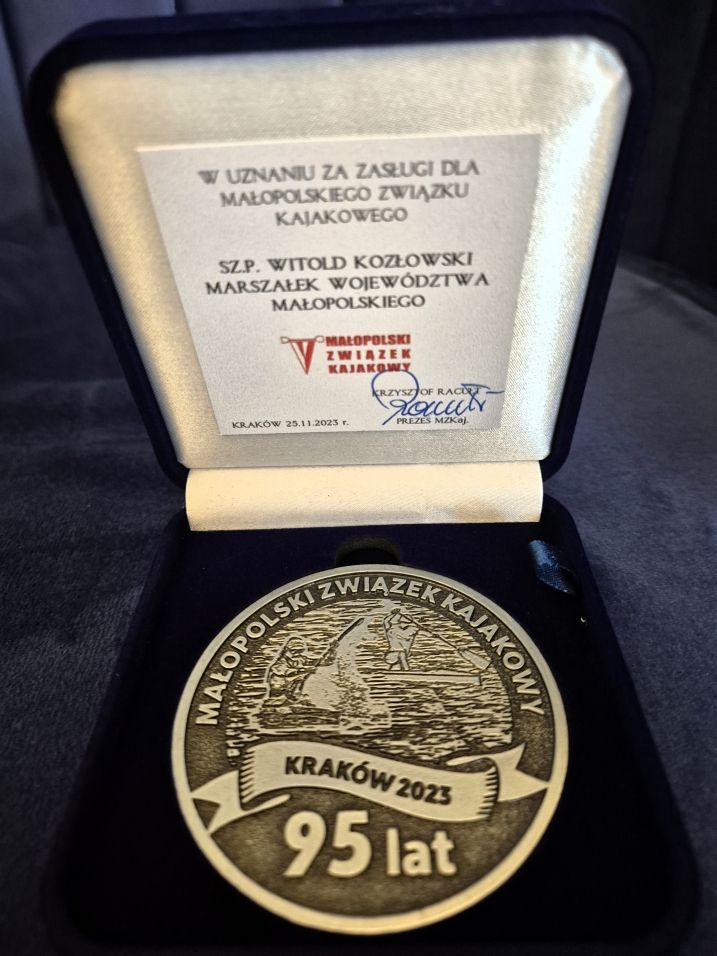 W UZNANIU ZA ZASŁUGI DLA
MAŁOPOLSKIEGO ZWIĄZKU
KAJAKOWEGO
SZ.P. WITOLD KOZŁOWSKI
MARSZAŁEK WOJEWÓDZTWA
MAŁOPOLSKIEGO
MAŁOPOLSKI
ZWIĄZEK
KAJAKOWY
KRZYSZTOF
KRAKÓW 25.11.2023 r.
PREZES MZKaj.
MAŁOPOLSKI ZWIĄZEK KAJAKOWY
KRAKÓW 2023
95 lat